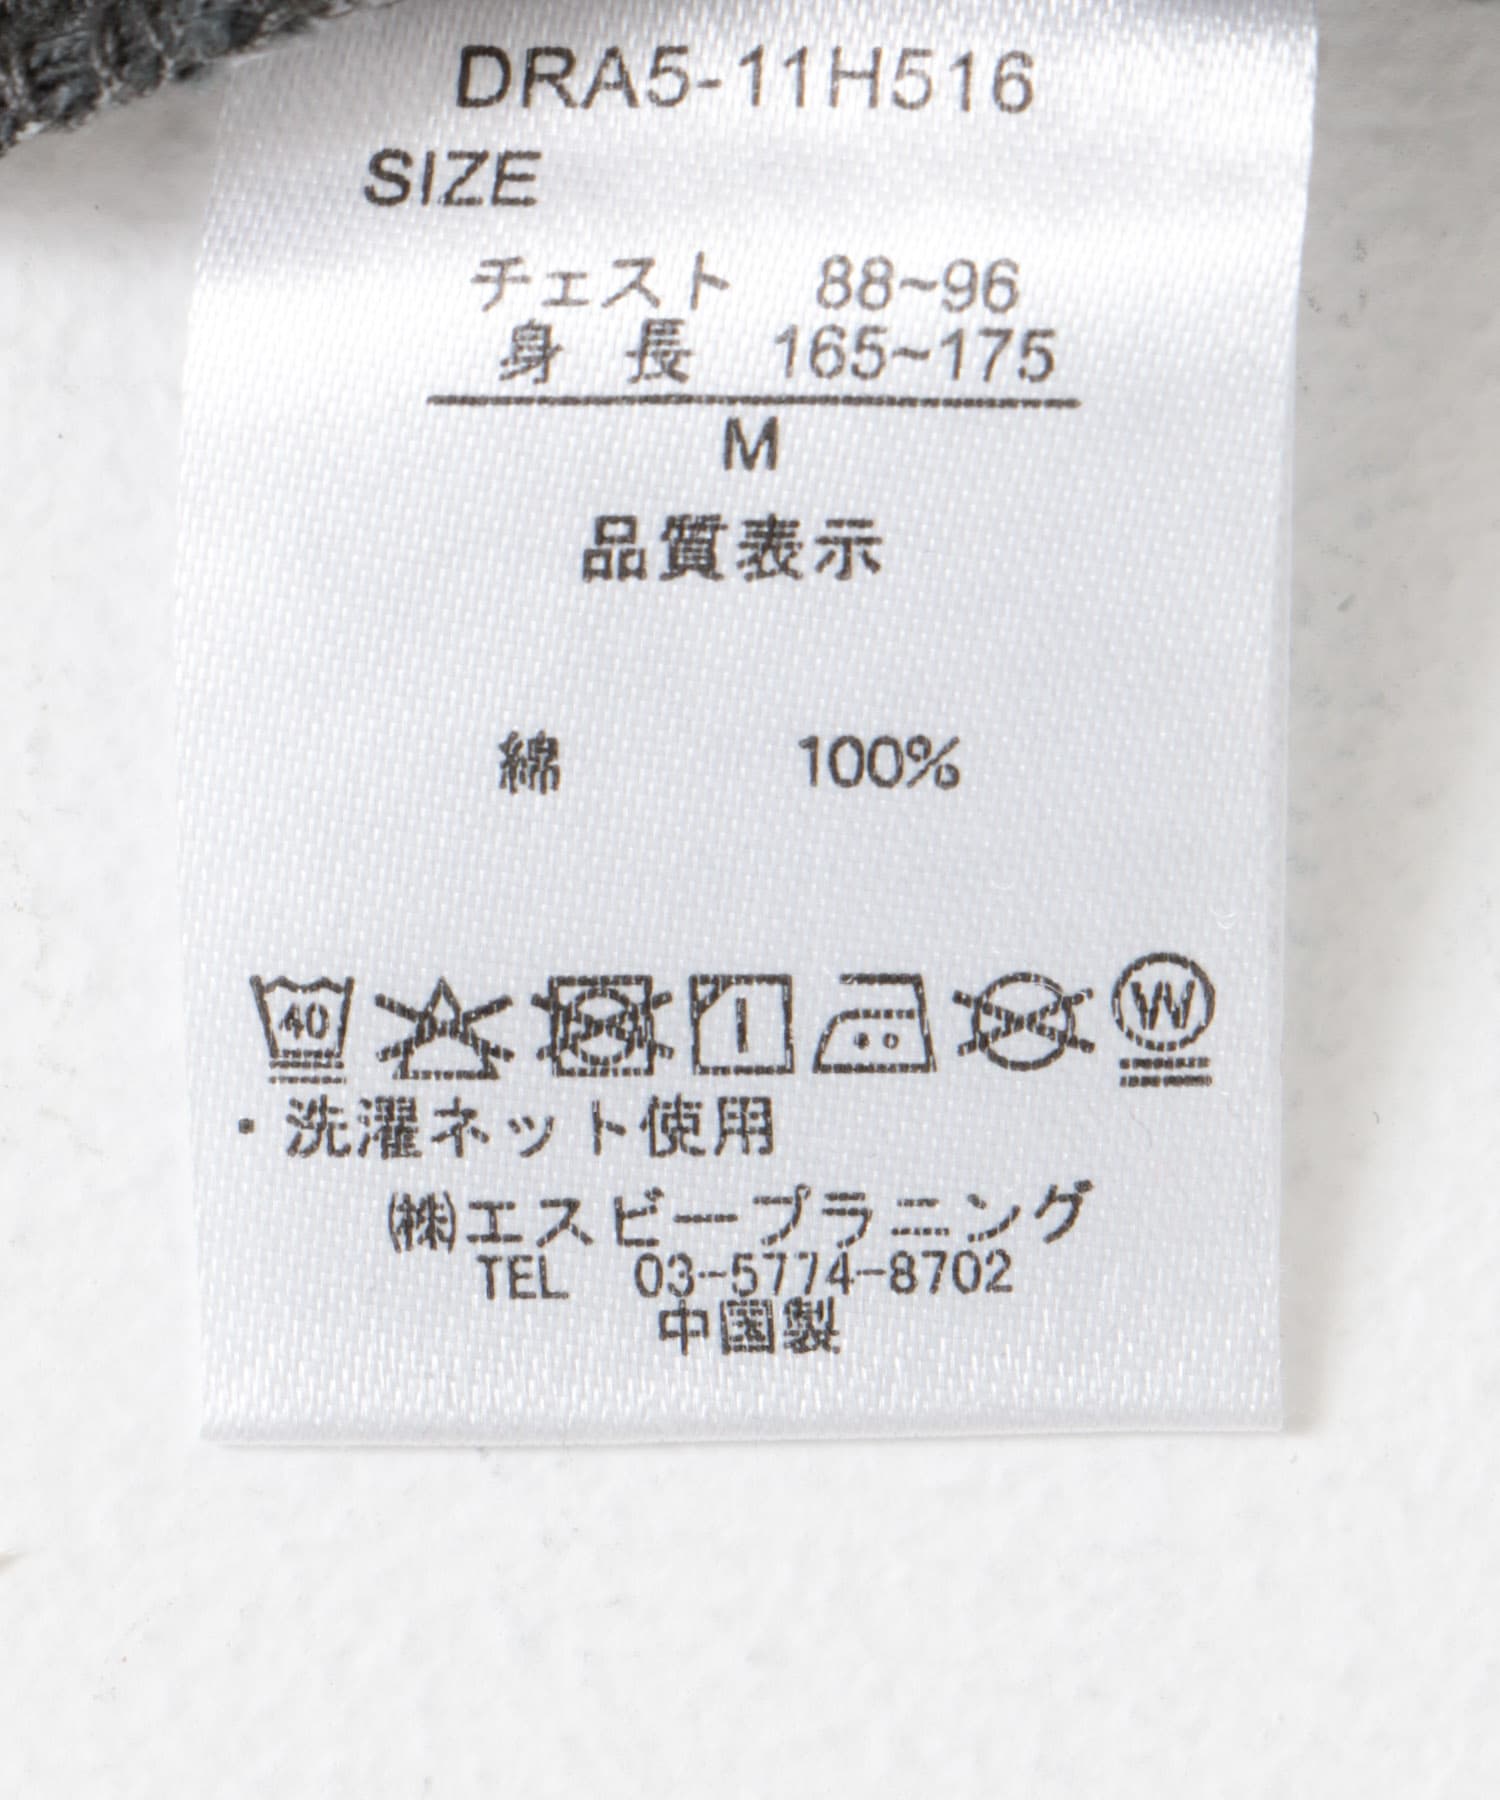 DRA5-11H516
SIZE
チェスト 88~96
身 長 165~175
M
品質表示
綿 100%
40 W
・洗濯ネット使用
㈱エスビープラニング
TEL 03-5774-8702
中国製